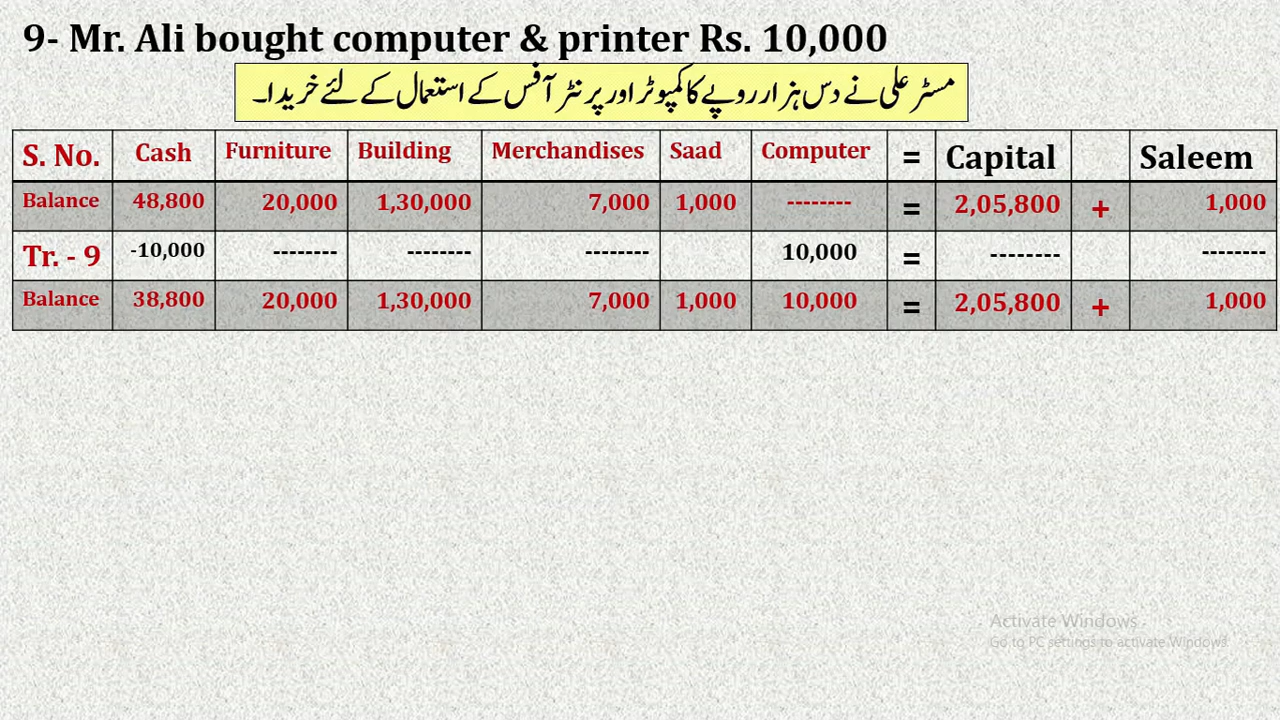 9- Mr. Ali bought computer & printer Rs. 10,000
مسٹر علی نے دس ہزار روپے کا کمپوٹر اور پرنٹر آفس کے استعمال کے لئے خریدا۔
S. No. Cash Furniture Building Merchandises Saad Computer = Capital Saleem
Balance 48,800 20,000 1,30,000 7,000 1,000 -------- = 2,05,800 + 1,000
Tr. - 9 -10,000 -------- -------- -------- 10,000 = -------- --------
Balance 38,800 20,000 1,30,000 7,000 1,000 10,000 = 2,05,800 + 1,000
Activate Windows
Go to PC settings to activate Windows.